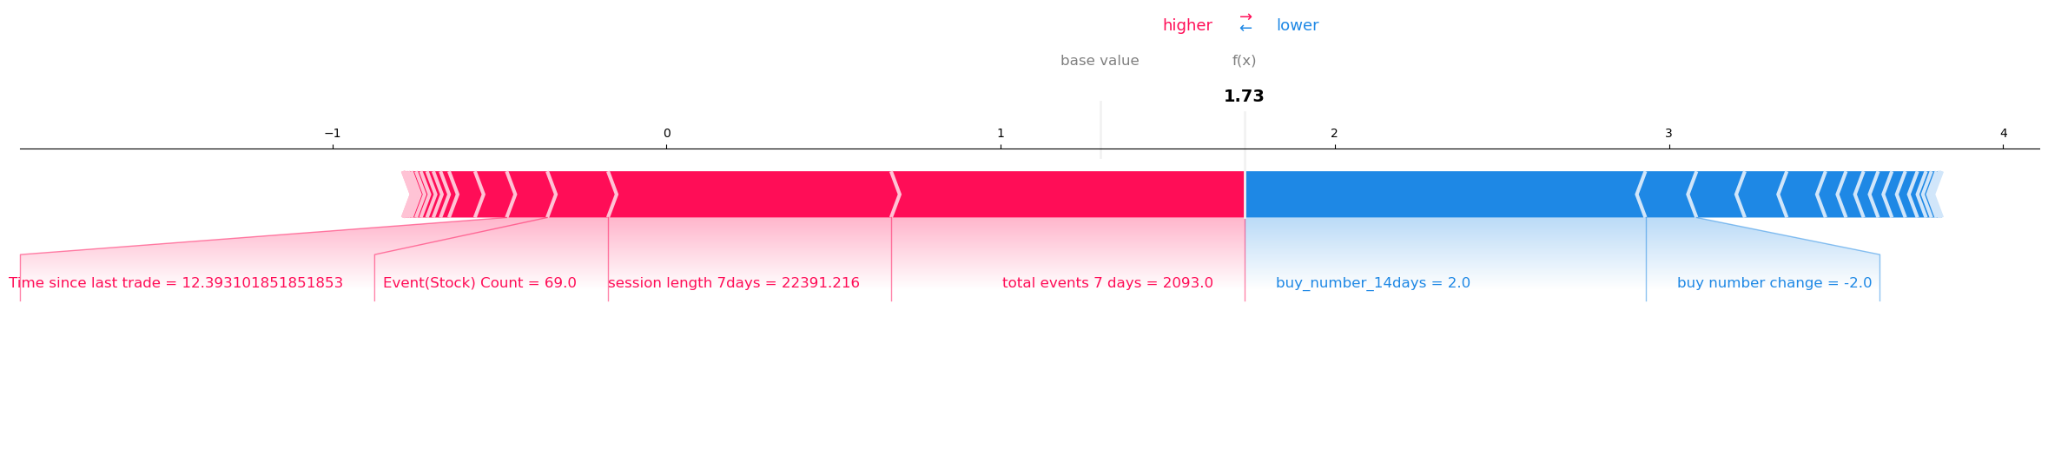 higher → ← lower
base value f(x)
1.73
−1 0 1 2 3 4
Time since last trade = 12.393101851851853 Event(Stock) Count = 69.0 session length 7days = 22391.216 total events 7 days = 2093.0 buy_number_14days = 2.0 buy number change = -2.0